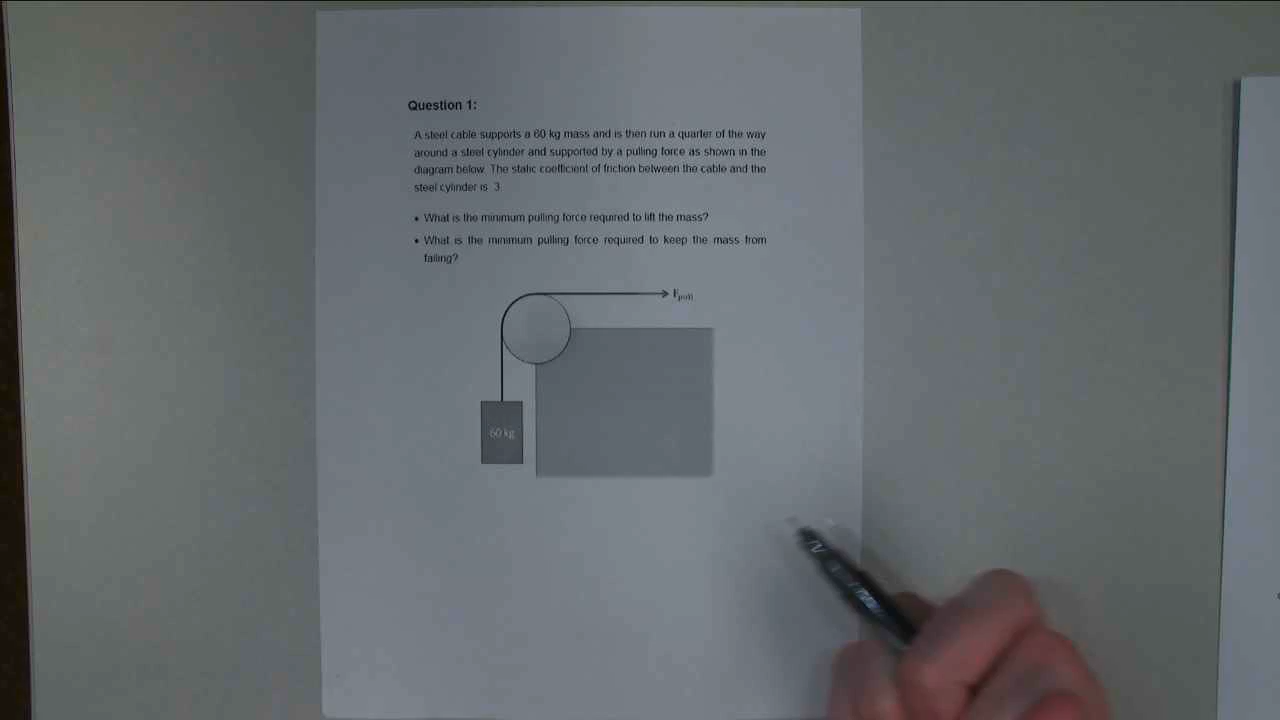 Question 1:
A steel cable supports a 60 kg mass and is then run a quarter of the way
around a steel cylinder and supported by a pulling force as shown in the
diagram below. The static coefficient of friction between the cable and the
steel cylinder is .3.
• What is the minimum pulling force required to lift the mass?
• What is the minimum pulling force required to keep the mass from
falling?
Fpull
60 kg